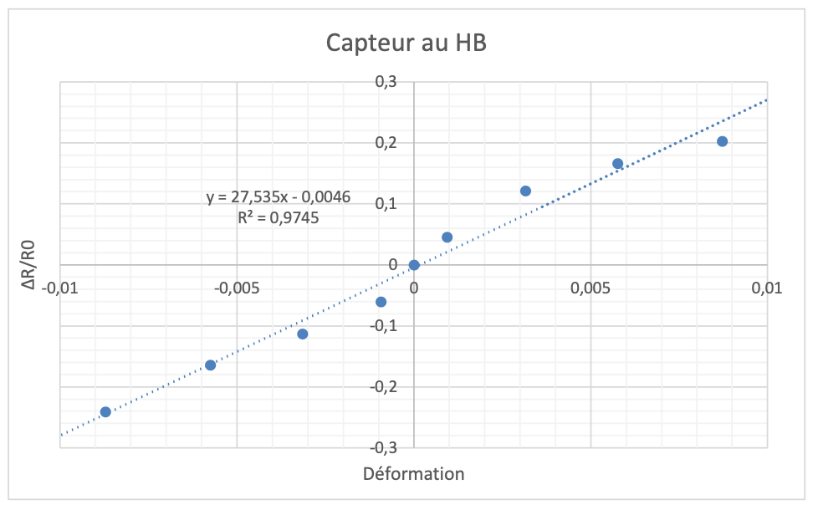 Capteur au HB
0,3
0,2
y = 27,535x - 0,0046
R² = 0,9745
0,1
0
ΔR/R0
-0,01
-0,005
0
0,005
0,01
-0,1
-0,2
-0,3
Déformation